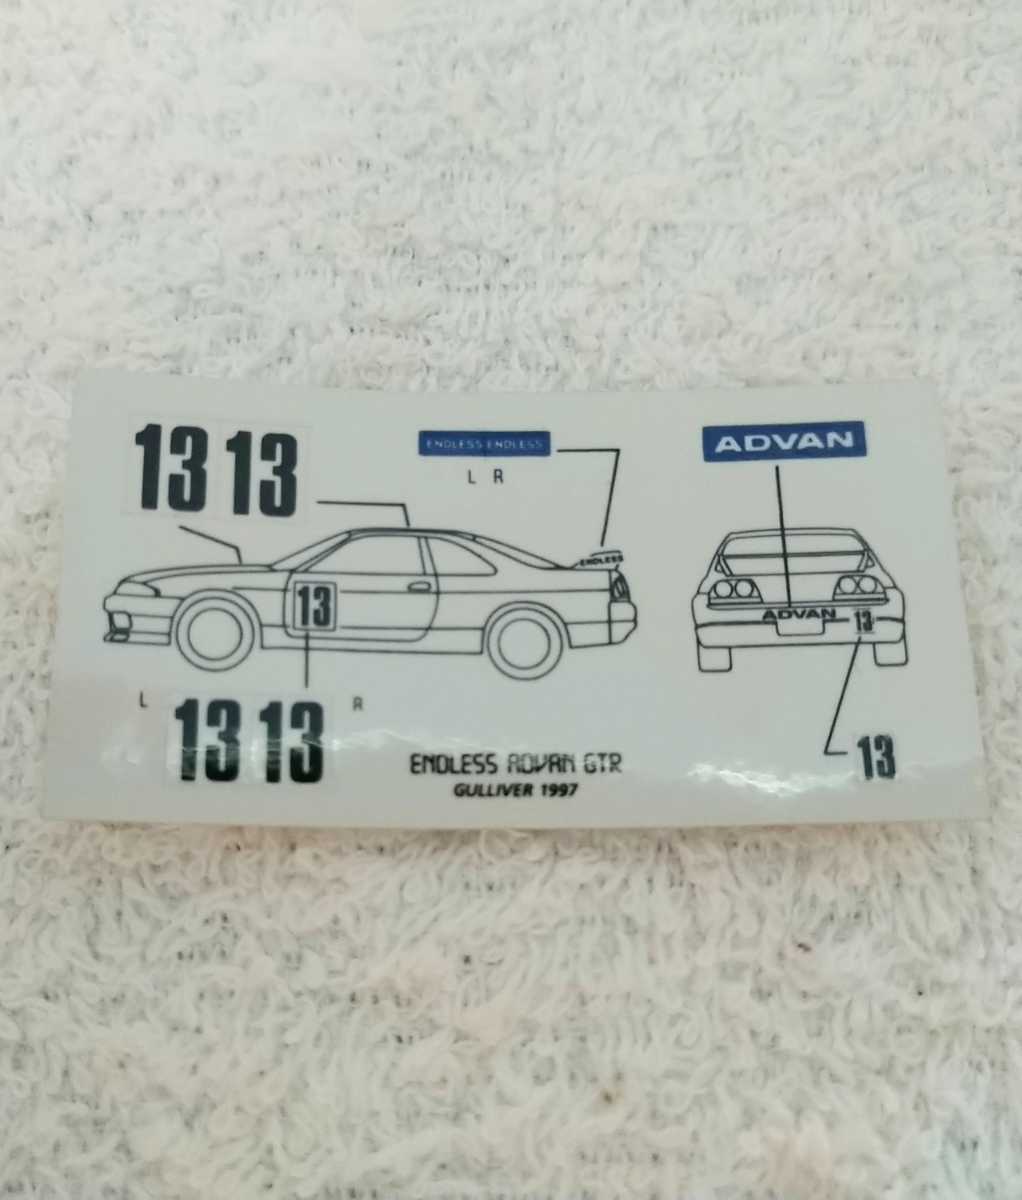 13 13
ENDLESS ENDLESS
L R
ADVAN
ENDLESS
13
ADVAN 13
L 13 13 R
ENDLESS ADVAN GTR
GULLIVER 1997
13